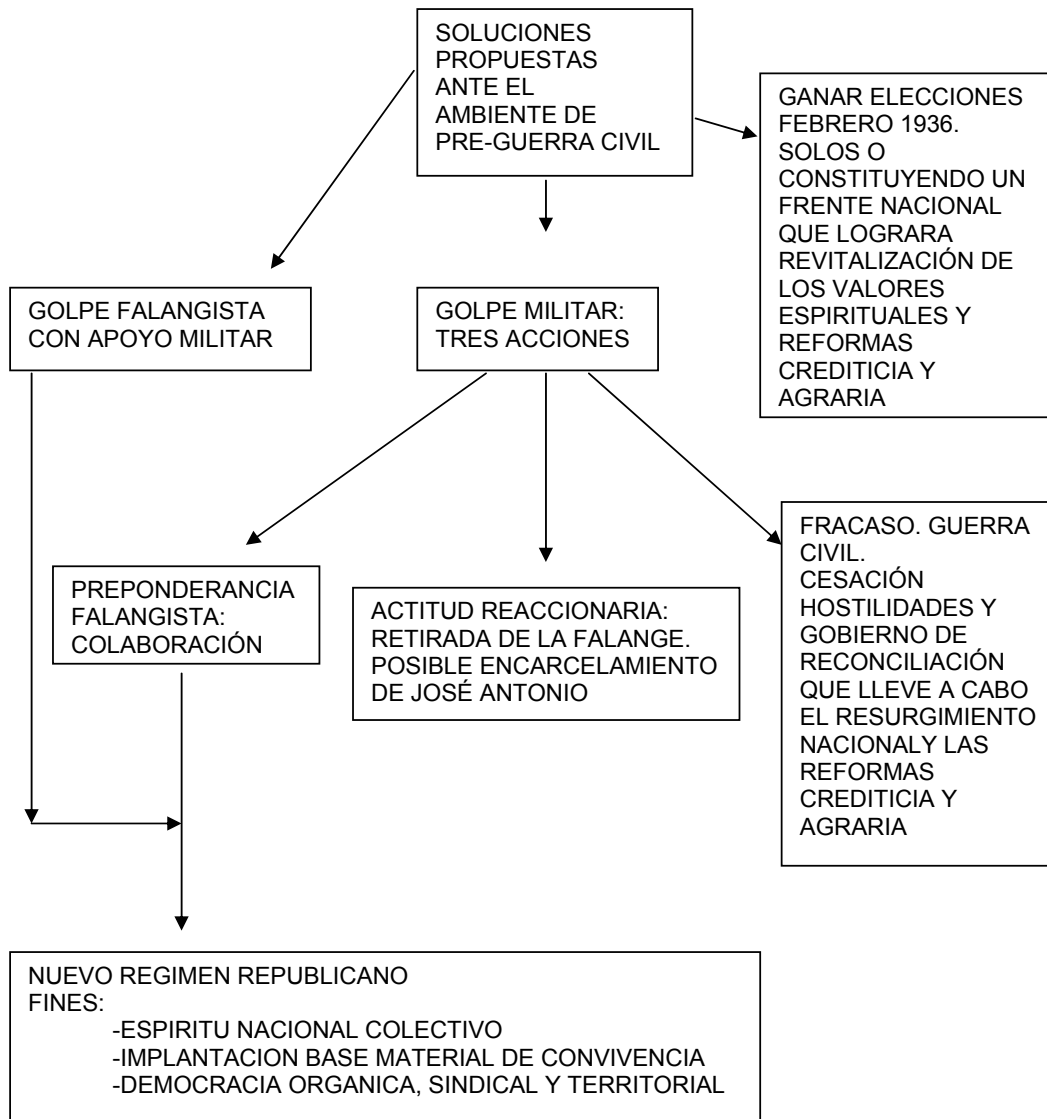 SOLUCIONES
PROPUESTAS
ANTE EL
AMBIENTE DE
PRE-GUERRA CIVIL
GANAR ELECCIONES
FEBRERO 1936.
SOLOS O
CONSTITUYENDO UN
FRENTE NACIONAL
QUE LOGRARA
REVITALIZACIÓN DE
LOS VALORES
ESPIRITUALES Y
REFORMAS
CREDITICIA Y
AGRARIA
GOLPE FALANGISTA
CON APOYO MILITAR
GOLPE MILITAR:
TRES ACCIONES
PREPONDERANCIA
FALANGISTA:
COLABORACIÓN
ACTITUD REACCIONARIA:
RETIRADA DE LA FALANGE.
POSIBLE ENCARCELAMIENTO
DE JOSÉ ANTONIO
FRACASO. GUERRA
CIVIL.
CESACIÓN
HOSTILIDADES Y
GOBIERNO DE
RECONCILIACIÓN
QUE LLEVE A CABO
EL RESURGIMIENTO
NACIONALY LAS
REFORMAS
CREDITICIA Y
AGRARIA
NUEVO REGIMEN REPUBLICANO
FINES:
-ESPIRITU NACIONAL COLECTIVO
-IMPLANTACION BASE MATERIAL DE CONVIVENCIA
-DEMOCRACIA ORGANICA, SINDICAL Y TERRITORIAL